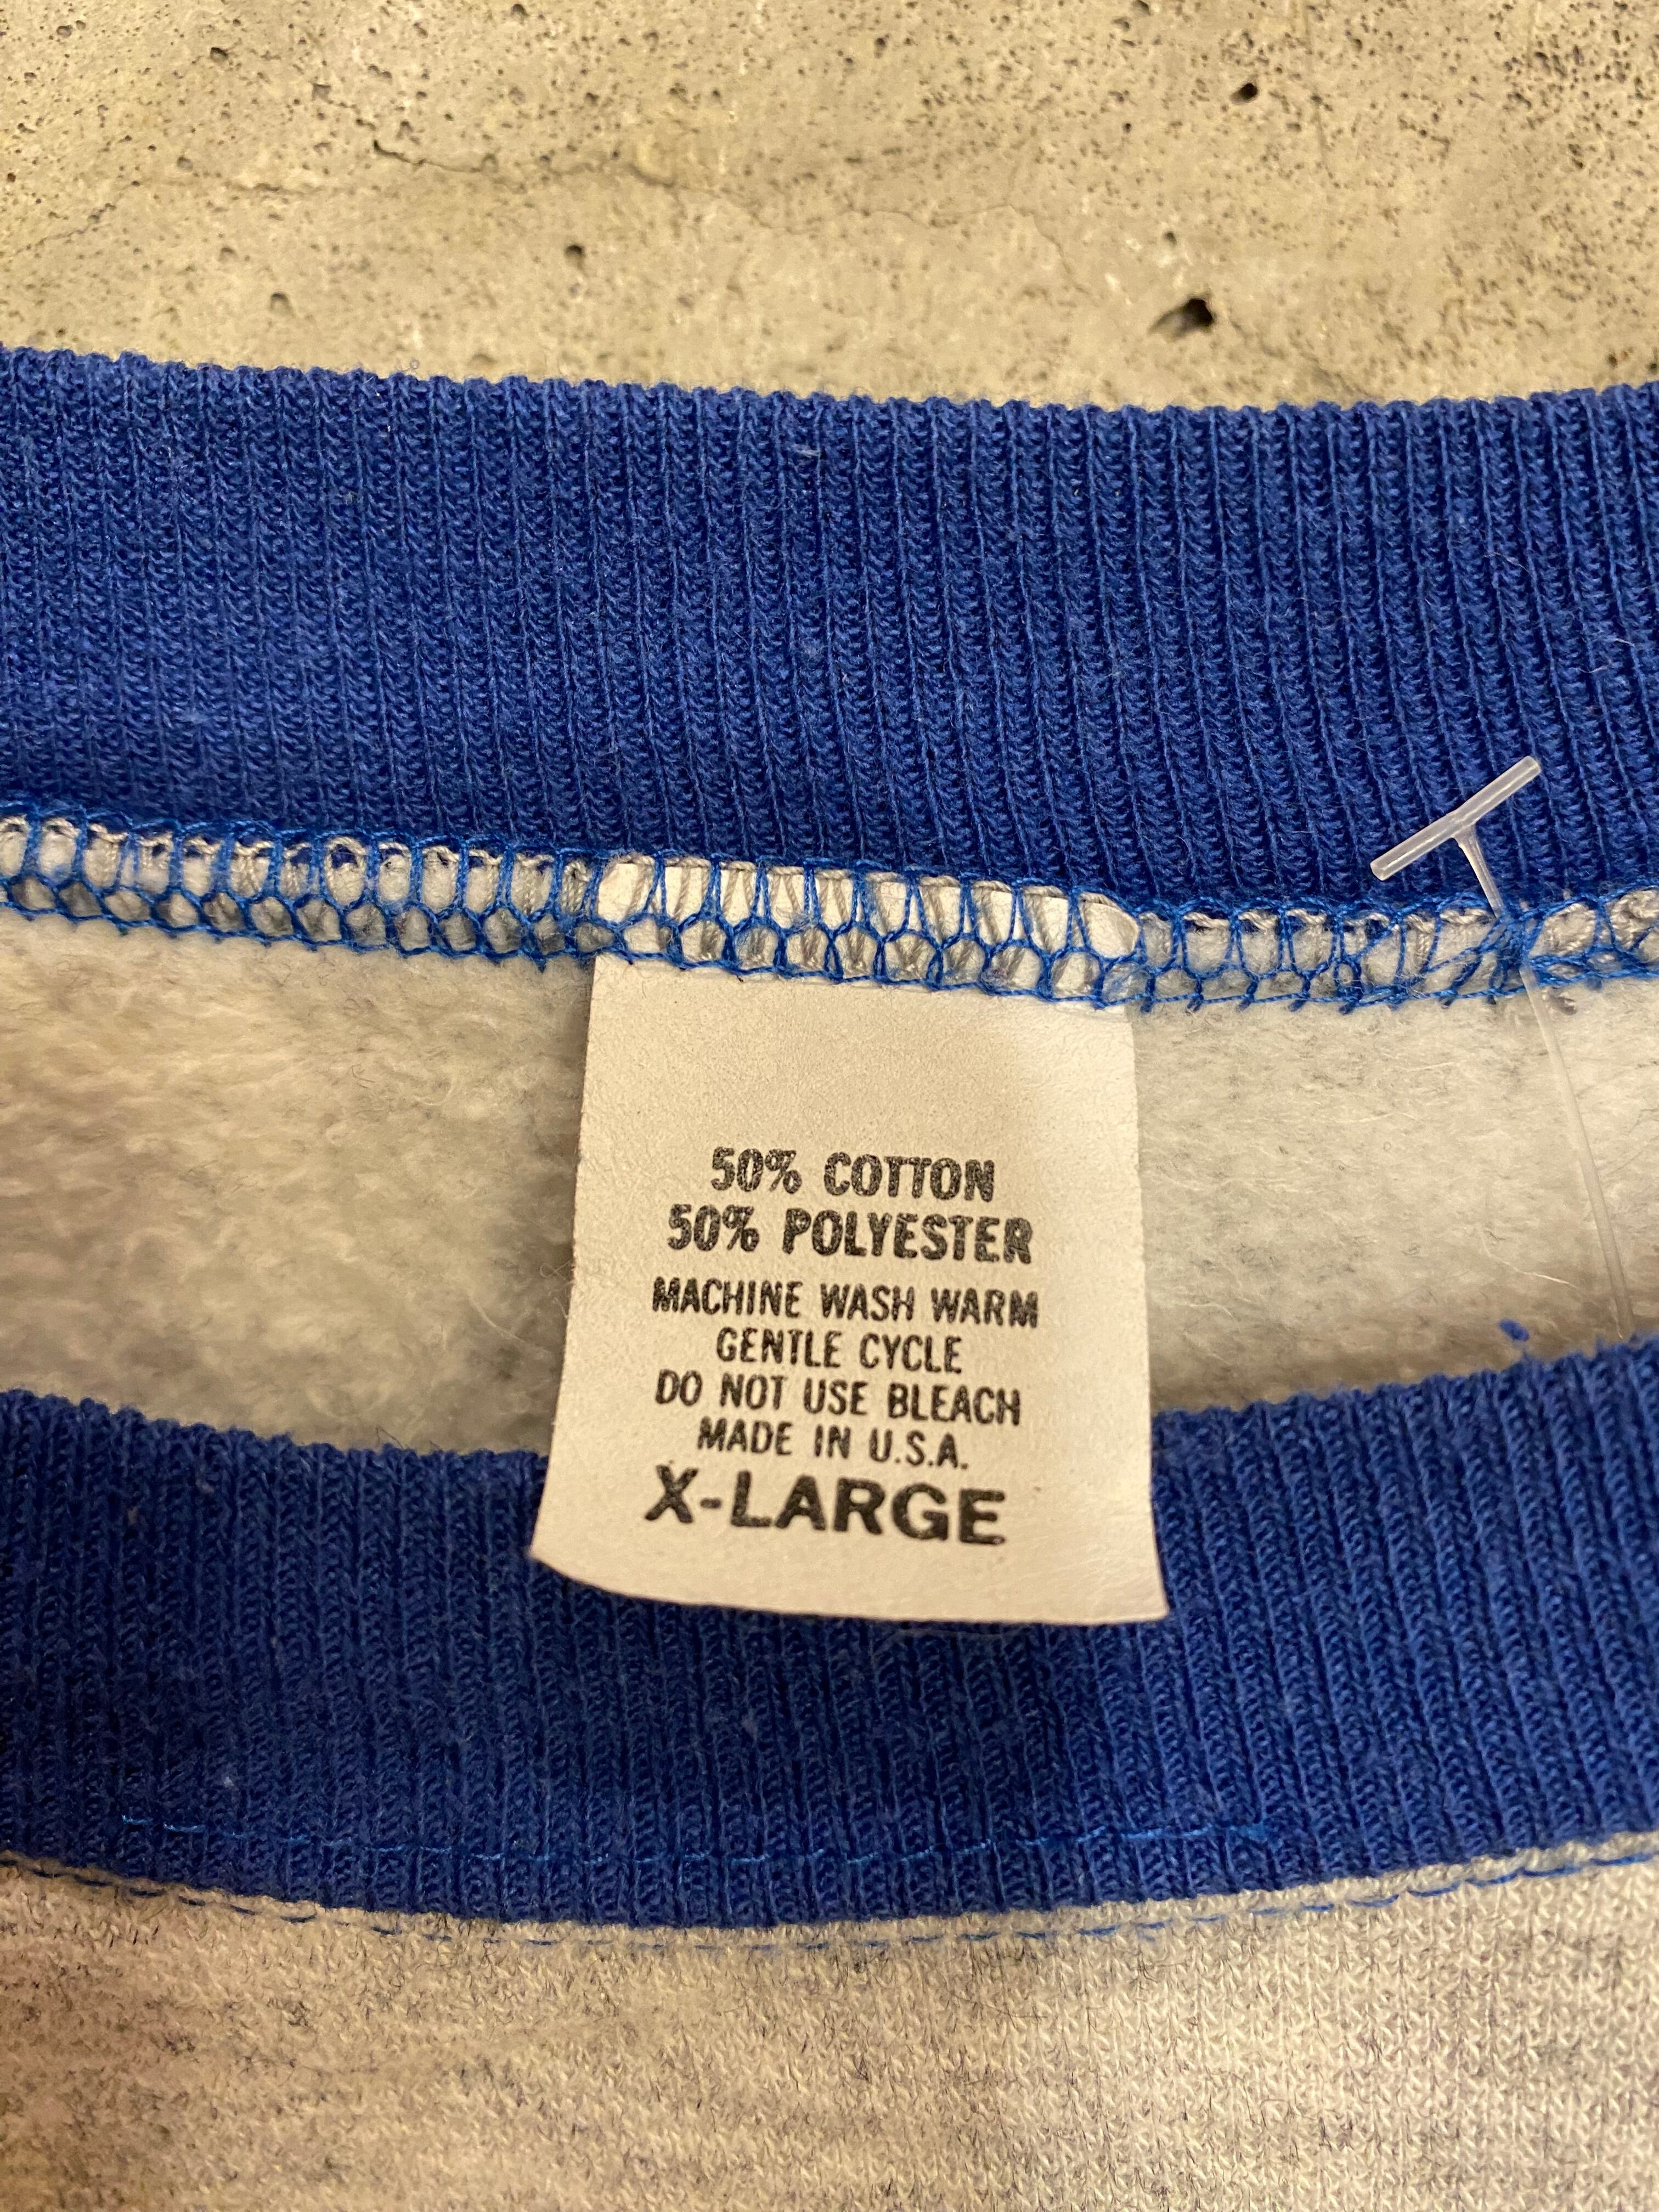 50% COTTON
50% POLYESTER
MACHINE WASH WARM
GENTLE CYCLE
DO NOT USE BLEACH
MADE IN U.S.A.
X-LARGE